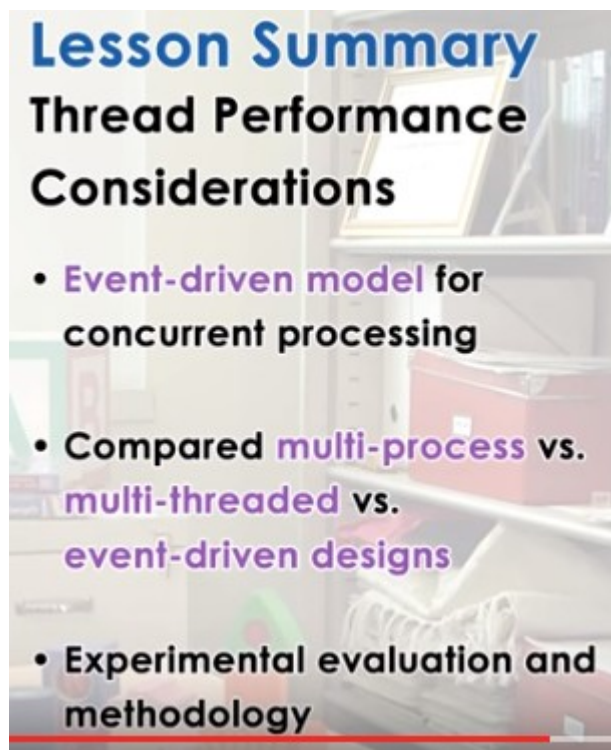 Lesson Summary
Thread Performance
Considerations
• Event-driven model for
concurrent processing
• Compared multi-process vs.
multi-threaded vs.
event-driven designs
• Experimental evaluation and
methodology